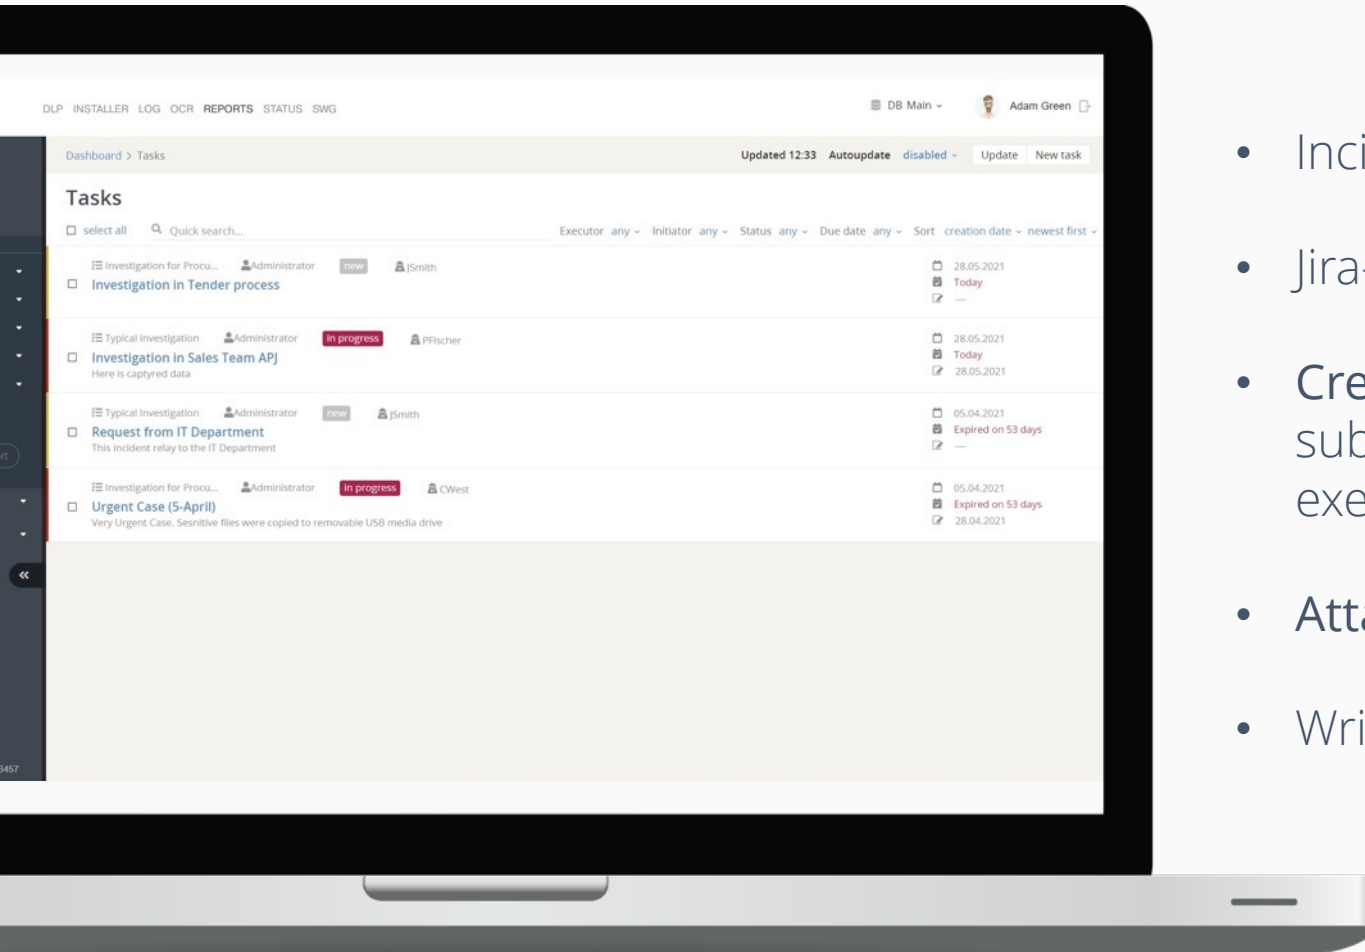 DLP INSTALLER LOG OCR REPORTS STATUS SWG DB Main Adam Green
Dashboard > Tasks Updated 12:33 Autoupdate disabled Update New task
Tasks
select all Quick search... Executor any Initiator any Status any Due date any Sort creation date newest first
Investigation for Procu... Administrator new JSmith 28.05.2021
Investigation in Tender process Today
—
Typical Investigation Administrator in progress PFischer 28.05.2021
Investigation in Sales Team APJ Today
Here is captyred data 28.05.2021
Typical Investigation Administrator new JSmith 05.04.2021
Request from IT Department Expired on 53 days
This incident relay to the IT Department —
Investigation for Procu... Administrator in progress CWest 05.04.2021
Urgent Case (5-April) Expired on 53 days
Very Urgent Case. Sesnitive files were copied to removable USB media drive 28.04.2021
rt
«
3457
• Inci
• Jira-
• Cre
sub
exe
• Atta
• Wri